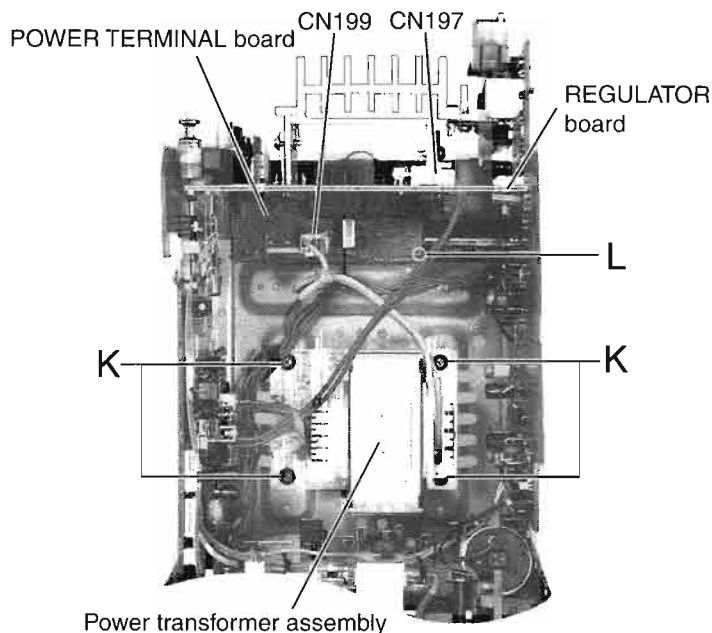 CN199 CN197
POWER TERMINAL board
REGULATOR
board
L
K
K
Power transformer assembly